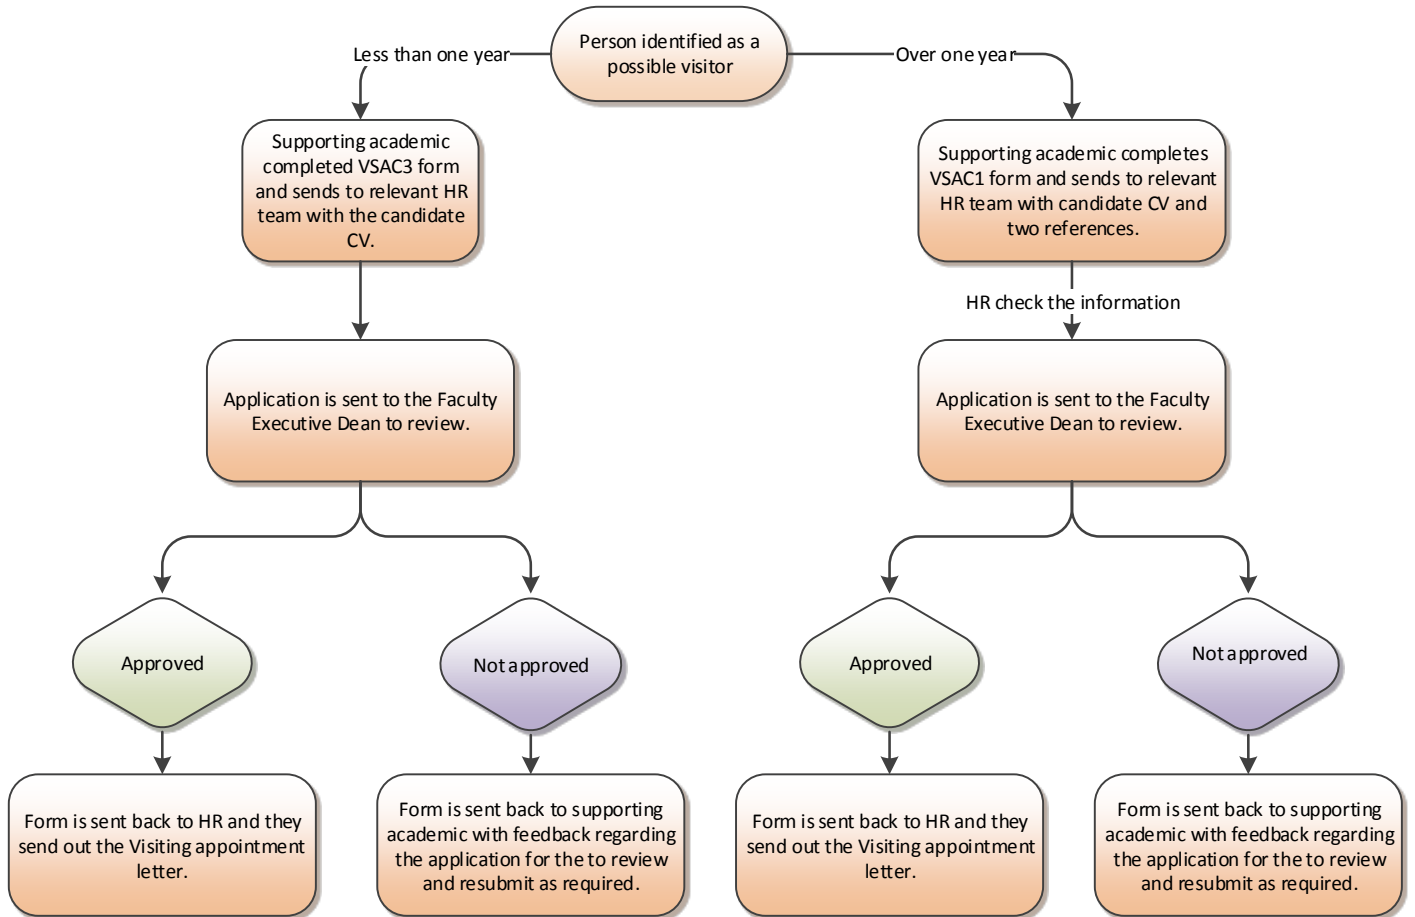 Person identified as a
possible visitor
Less than one year
Over one year
Supporting academic
completed VSAC3 form
and sends to relevant HR
team with the candidate
CV.
Supporting academic completes
VSAC1 form and sends to relevant
HR team with candidate CV and
two references.
HR check the information
Application is sent to the Faculty
Executive Dean to review.
Application is sent to the Faculty
Executive Dean to review.
Approved
Not approved
Approved
Not approved
Form is sent back to HR and they
send out the Visiting appointment
letter.
Form is sent back to supporting
academic with feedback regarding
the application for the to review
and resubmit as required.
Form is sent back to HR and they
send out the Visiting appointment
letter.
Form is sent back to supporting
academic with feedback regarding
the application for the to review
and resubmit as required.